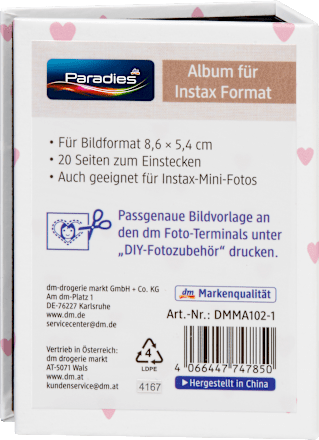 Paradies
Album für
Instax Format
• Für Bildformat 8,6 × 5,4 cm
• 20 Seiten zum Einstecken
• Auch geeignet für Instax-Mini-Fotos
Passgenaue Bildvorlage an
den dm Foto-Terminals unter
„DIY-Fotozubehör“ drucken.
dm-drogerie markt GmbH + Co. KG
Am dm-Platz 1
DE-76227 Karlsruhe
www.dm.de
servicecenter@dm.de
dm Markenqualität
Art.-Nr.: DMMA102-1
Vertrieb in Österreich:
dm drogerie markt
AT-5071 Wals
www.dm.at
kundenservice@dm.at
4
LDPE
4167
4 066447 747850
Hergestellt in China